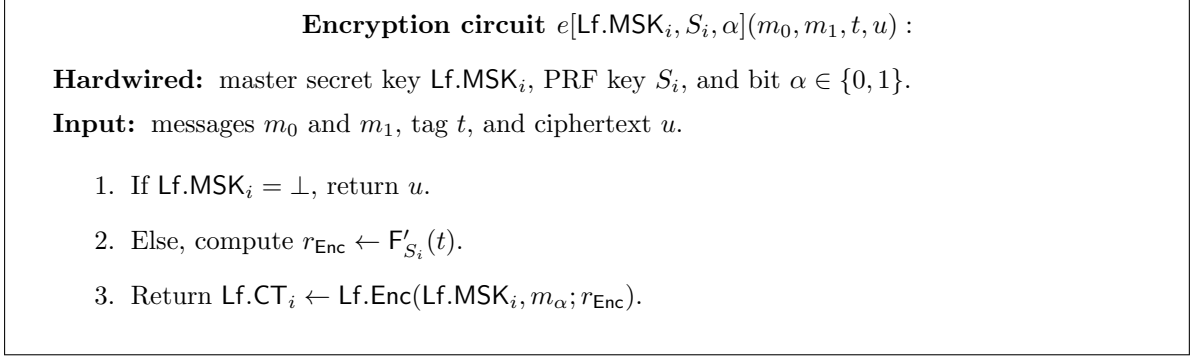 Encryption circuit e[Lf.MSK_i, S_i, α](m_0, m_1, t, u) :
Hardwired: master secret key Lf.MSK_i, PRF key S_i, and bit α ∈ {0, 1}.
Input: messages m_0 and m_1, tag t, and ciphertext u.
1. If Lf.MSK_i = ⊥, return u.
2. Else, compute r_Enc ← F′_{S_i}(t).
3. Return Lf.CT_i ← Lf.Enc(Lf.MSK_i, m_α; r_Enc).